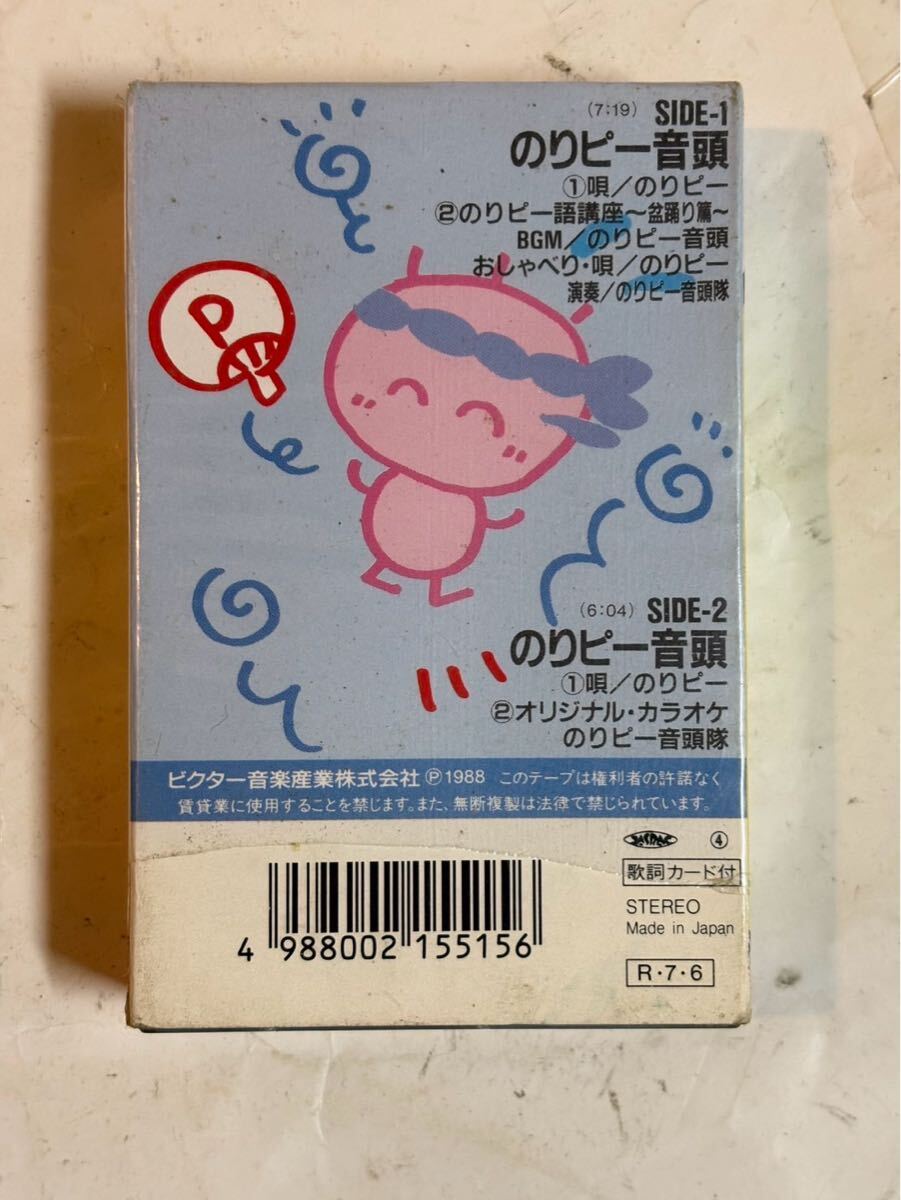 (7:19) SIDE-1
のりピー音頭
①唄／のりピー
②のりピー語講座〜盆踊り篇〜
BGM／のりピー音頭
おしゃべり・唄／のりピー
演奏／のりピー音頭隊
P
(6:04) SIDE-2
のりピー音頭
①唄／のりピー
②オリジナル・カラオケ
のりピー音頭隊
ビクター音楽産業株式会社 ℗1988 このテープは権利者の許諾なく
賃貸業に使用することを禁じます。また、無断複製は法律で禁じられています。
JASRAC ④
歌詞カード付
STEREO
Made in Japan
R・7・6
4 988002 155156